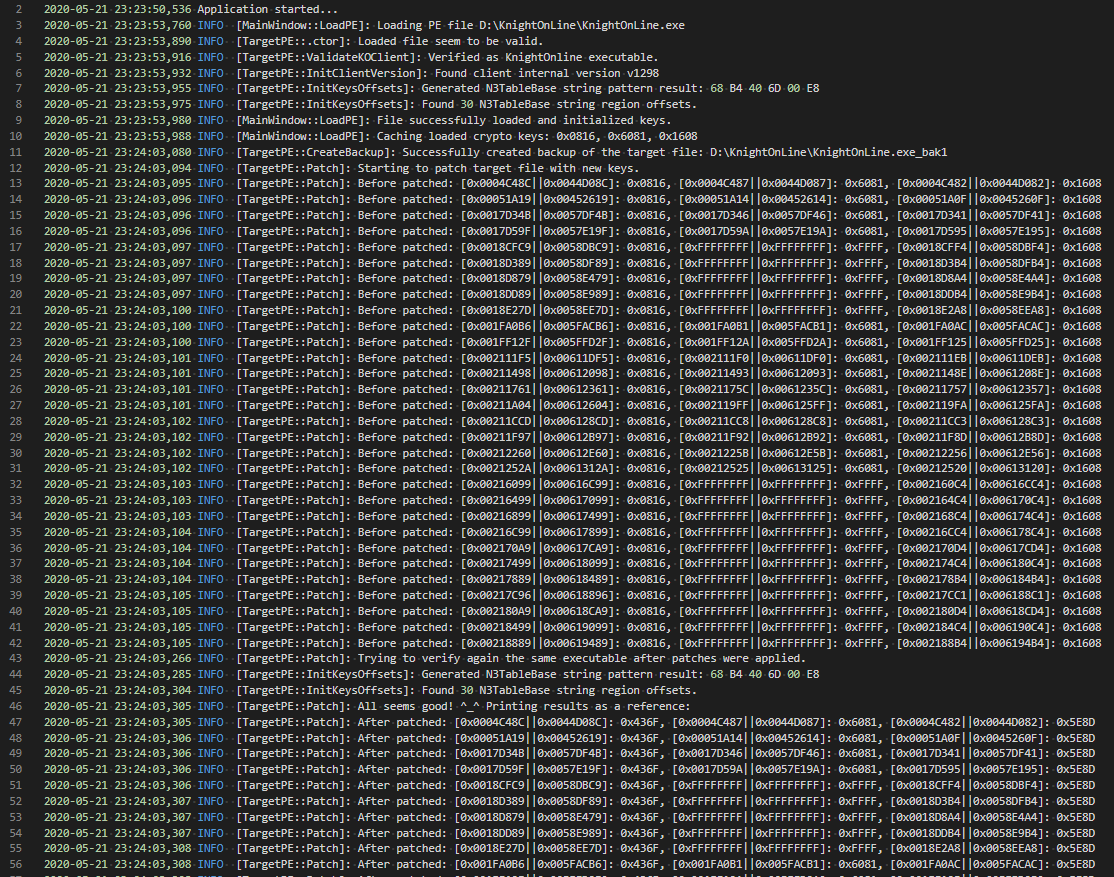 2 2020-05-21 23:23:50,536 Application started...
3 2020-05-21 23:23:53,760 INFO [MainWindow::LoadPE]: Loading PE file D:\KnightOnLine\KnightOnLine.exe
4 2020-05-21 23:23:53,890 INFO [TargetPE::.ctor]: Loaded file seem to be valid.
5 2020-05-21 23:23:53,916 INFO [TargetPE::ValidateKOClient]: Verified as KnightOnline executable.
6 2020-05-21 23:23:53,932 INFO [TargetPE::InitClientVersion]: Found client internal version v1298
7 2020-05-21 23:23:53,955 INFO [TargetPE::InitKeysOffsets]: Generated N3TableBase string pattern result: 68 B4 40 6D 00 E8
8 2020-05-21 23:23:53,975 INFO [TargetPE::InitKeysOffsets]: Found 30 N3TableBase string region offsets.
9 2020-05-21 23:23:53,980 INFO [MainWindow::LoadPE]: File successfully loaded and initialized keys.
10 2020-05-21 23:23:53,988 INFO [MainWindow::LoadPE]: Caching loaded crypto keys: 0x0816, 0x6081, 0x1608
11 2020-05-21 23:24:03,080 INFO [TargetPE::CreateBackup]: Successfully created backup of the target file: D:\KnightOnLine\KnightOnLine.exe_bak1
12 2020-05-21 23:24:03,094 INFO [TargetPE::Patch]: Starting to patch target file with new keys.
13 2020-05-21 23:24:03,095 INFO [TargetPE::Patch]: Before patched: [0x0004C48C||0x0044D08C]: 0x0816, [0x0004C487||0x0044D087]: 0x6081, [0x0004C482||0x0044D082]: 0x1608
14 2020-05-21 23:24:03,096 INFO [TargetPE::Patch]: Before patched: [0x00051A19||0x00452619]: 0x0816, [0x00051A14||0x00452614]: 0x6081, [0x00051A0F||0x0045260F]: 0x1608
15 2020-05-21 23:24:03,096 INFO [TargetPE::Patch]: Before patched: [0x0017D34B||0x0057DF4B]: 0x0816, [0x0017D346||0x0057DF46]: 0x6081, [0x0017D341||0x0057DF41]: 0x1608
16 2020-05-21 23:24:03,096 INFO [TargetPE::Patch]: Before patched: [0x0017D59F||0x0057E19F]: 0x0816, [0x0017D59A||0x0057E19A]: 0x6081, [0x0017D595||0x0057E195]: 0x1608
17 2020-05-21 23:24:03,097 INFO [TargetPE::Patch]: Before patched: [0x0018CFC9||0x0058DBC9]: 0x0816, [0xFFFFFFFF||0xFFFFFFFF]: 0xFFFF, [0x0018CFF4||0x0058DBF4]: 0x1608
18 2020-05-21 23:24:03,097 INFO [TargetPE::Patch]: Before patched: [0x0018D389||0x0058DF89]: 0x0816, [0xFFFFFFFF||0xFFFFFFFF]: 0xFFFF, [0x0018D3B4||0x0058DFB4]: 0x1608
19 2020-05-21 23:24:03,097 INFO [TargetPE::Patch]: Before patched: [0x0018D879||0x0058E479]: 0x0816, [0xFFFFFFFF||0xFFFFFFFF]: 0xFFFF, [0x0018D8A4||0x0058E4A4]: 0x1608
20 2020-05-21 23:24:03,097 INFO [TargetPE::Patch]: Before patched: [0x0018DD89||0x0058E989]: 0x0816, [0xFFFFFFFF||0xFFFFFFFF]: 0xFFFF, [0x0018DDB4||0x0058E9B4]: 0x1608
21 2020-05-21 23:24:03,100 INFO [TargetPE::Patch]: Before patched: [0x0018E27D||0x0058EE7D]: 0x0816, [0xFFFFFFFF||0xFFFFFFFF]: 0xFFFF, [0x0018E2A8||0x0058EEA8]: 0x1608
22 2020-05-21 23:24:03,100 INFO [TargetPE::Patch]: Before patched: [0x001FA0B6||0x005FACB6]: 0x0816, [0x001FA0B1||0x005FACB1]: 0x6081, [0x001FA0AC||0x005FACAC]: 0x1608
23 2020-05-21 23:24:03,100 INFO [TargetPE::Patch]: Before patched: [0x001FF12F||0x005FFD2F]: 0x0816, [0x001FF12A||0x005FFD2A]: 0x6081, [0x001FF125||0x005FFD25]: 0x1608
24 2020-05-21 23:24:03,101 INFO [TargetPE::Patch]: Before patched: [0x002111F5||0x00611DF5]: 0x0816, [0x002111F0||0x00611DF0]: 0x6081, [0x002111EB||0x00611DEB]: 0x1608
25 2020-05-21 23:24:03,101 INFO [TargetPE::Patch]: Before patched: [0x00211498||0x00612098]: 0x0816, [0x00211493||0x00612093]: 0x6081, [0x0021148E||0x0061208E]: 0x1608
26 2020-05-21 23:24:03,101 INFO [TargetPE::Patch]: Before patched: [0x00211761||0x00612361]: 0x0816, [0x0021175C||0x0061235C]: 0x6081, [0x00211757||0x00612357]: 0x1608
27 2020-05-21 23:24:03,101 INFO [TargetPE::Patch]: Before patched: [0x00211A04||0x00612604]: 0x0816, [0x002119FF||0x006125FF]: 0x6081, [0x002119FA||0x006125FA]: 0x1608
28 2020-05-21 23:24:03,102 INFO [TargetPE::Patch]: Before patched: [0x00211CCD||0x006128CD]: 0x0816, [0x00211CC8||0x006128C8]: 0x6081, [0x00211CC3||0x006128C3]: 0x1608
29 2020-05-21 23:24:03,102 INFO [TargetPE::Patch]: Before patched: [0x00211F97||0x00612B97]: 0x0816, [0x00211F92||0x00612B92]: 0x6081, [0x00211F8D||0x00612B8D]: 0x1608
30 2020-05-21 23:24:03,102 INFO [TargetPE::Patch]: Before patched: [0x00212260||0x00612E60]: 0x0816, [0x0021225B||0x00612E5B]: 0x6081, [0x00212256||0x00612E56]: 0x1608
31 2020-05-21 23:24:03,102 INFO [TargetPE::Patch]: Before patched: [0x0021252A||0x0061312A]: 0x0816, [0x00212525||0x00613125]: 0x6081, [0x00212520||0x00613120]: 0x1608
32 2020-05-21 23:24:03,103 INFO [TargetPE::Patch]: Before patched: [0x00216099||0x00616C99]: 0x0816, [0xFFFFFFFF||0xFFFFFFFF]: 0xFFFF, [0x002160C4||0x00616CC4]: 0x1608
33 2020-05-21 23:24:03,103 INFO [TargetPE::Patch]: Before patched: [0x00216499||0x00617099]: 0x0816, [0xFFFFFFFF||0xFFFFFFFF]: 0xFFFF, [0x002164C4||0x006170C4]: 0x1608
34 2020-05-21 23:24:03,103 INFO [TargetPE::Patch]: Before patched: [0x00216899||0x00617499]: 0x0816, [0xFFFFFFFF||0xFFFFFFFF]: 0xFFFF, [0x002168C4||0x006174C4]: 0x1608
35 2020-05-21 23:24:03,104 INFO [TargetPE::Patch]: Before patched: [0x00216C99||0x00617899]: 0x0816, [0xFFFFFFFF||0xFFFFFFFF]: 0xFFFF, [0x00216CC4||0x006178C4]: 0x1608
36 2020-05-21 23:24:03,104 INFO [TargetPE::Patch]: Before patched: [0x002170A9||0x00617CA9]: 0x0816, [0xFFFFFFFF||0xFFFFFFFF]: 0xFFFF, [0x002170D4||0x00617CD4]: 0x1608
37 2020-05-21 23:24:03,104 INFO [TargetPE::Patch]: Before patched: [0x00217499||0x00618099]: 0x0816, [0xFFFFFFFF||0xFFFFFFFF]: 0xFFFF, [0x002174C4||0x006180C4]: 0x1608
38 2020-05-21 23:24:03,104 INFO [TargetPE::Patch]: Before patched: [0x00217889||0x00618489]: 0x0816, [0xFFFFFFFF||0xFFFFFFFF]: 0xFFFF, [0x002178B4||0x006184B4]: 0x1608
39 2020-05-21 23:24:03,105 INFO [TargetPE::Patch]: Before patched: [0x00217C96||0x00618896]: 0x0816, [0xFFFFFFFF||0xFFFFFFFF]: 0xFFFF, [0x00217CC1||0x006188C1]: 0x1608
40 2020-05-21 23:24:03,105 INFO [TargetPE::Patch]: Before patched: [0x002180A9||0x00618CA9]: 0x0816, [0xFFFFFFFF||0xFFFFFFFF]: 0xFFFF, [0x002180D4||0x00618CD4]: 0x1608
41 2020-05-21 23:24:03,105 INFO [TargetPE::Patch]: Before patched: [0x00218499||0x00619099]: 0x0816, [0xFFFFFFFF||0xFFFFFFFF]: 0xFFFF, [0x002184C4||0x006190C4]: 0x1608
42 2020-05-21 23:24:03,105 INFO [TargetPE::Patch]: Before patched: [0x00218889||0x00619489]: 0x0816, [0xFFFFFFFF||0xFFFFFFFF]: 0xFFFF, [0x002188B4||0x006194B4]: 0x1608
43 2020-05-21 23:24:03,266 INFO [TargetPE::Patch]: Trying to verify again the same executable after patches were applied.
44 2020-05-21 23:24:03,285 INFO [TargetPE::InitKeysOffsets]: Generated N3TableBase string pattern result: 68 B4 40 6D 00 E8
45 2020-05-21 23:24:03,304 INFO [TargetPE::InitKeysOffsets]: Found 30 N3TableBase string region offsets.
46 2020-05-21 23:24:03,305 INFO [TargetPE::Patch]: All seems good! ^_^ Printing results as a reference:
47 2020-05-21 23:24:03,305 INFO [TargetPE::Patch]: After patched: [0x0004C48C||0x0044D08C]: 0x436F, [0x0004C487||0x0044D087]: 0x6081, [0x0004C482||0x0044D082]: 0x5E8D
48 2020-05-21 23:24:03,306 INFO [TargetPE::Patch]: After patched: [0x00051A19||0x00452619]: 0x436F, [0x00051A14||0x00452614]: 0x6081, [0x00051A0F||0x0045260F]: 0x5E8D
49 2020-05-21 23:24:03,306 INFO [TargetPE::Patch]: After patched: [0x0017D34B||0x0057DF4B]: 0x436F, [0x0017D346||0x0057DF46]: 0x6081, [0x0017D341||0x0057DF41]: 0x5E8D
50 2020-05-21 23:24:03,306 INFO [TargetPE::Patch]: After patched: [0x0017D59F||0x0057E19F]: 0x436F, [0x0017D59A||0x0057E19A]: 0x6081, [0x0017D595||0x0057E195]: 0x5E8D
51 2020-05-21 23:24:03,306 INFO [TargetPE::Patch]: After patched: [0x0018CFC9||0x0058DBC9]: 0x436F, [0xFFFFFFFF||0xFFFFFFFF]: 0xFFFF, [0x0018CFF4||0x0058DBF4]: 0x5E8D
52 2020-05-21 23:24:03,307 INFO [TargetPE::Patch]: After patched: [0x0018D389||0x0058DF89]: 0x436F, [0xFFFFFFFF||0xFFFFFFFF]: 0xFFFF, [0x0018D3B4||0x0058DFB4]: 0x5E8D
53 2020-05-21 23:24:03,307 INFO [TargetPE::Patch]: After patched: [0x0018D879||0x0058E479]: 0x436F, [0xFFFFFFFF||0xFFFFFFFF]: 0xFFFF, [0x0018D8A4||0x0058E4A4]: 0x5E8D
54 2020-05-21 23:24:03,307 INFO [TargetPE::Patch]: After patched: [0x0018DD89||0x0058E989]: 0x436F, [0xFFFFFFFF||0xFFFFFFFF]: 0xFFFF, [0x0018DDB4||0x0058E9B4]: 0x5E8D
55 2020-05-21 23:24:03,308 INFO [TargetPE::Patch]: After patched: [0x0018E27D||0x0058EE7D]: 0x436F, [0xFFFFFFFF||0xFFFFFFFF]: 0xFFFF, [0x0018E2A8||0x0058EEA8]: 0x5E8D
56 2020-05-21 23:24:03,308 INFO [TargetPE::Patch]: After patched: [0x001FA0B6||0x005FACB6]: 0x436F, [0x001FA0B1||0x005FACB1]: 0x6081, [0x001FA0AC||0x005FACAC]: 0x5E8D